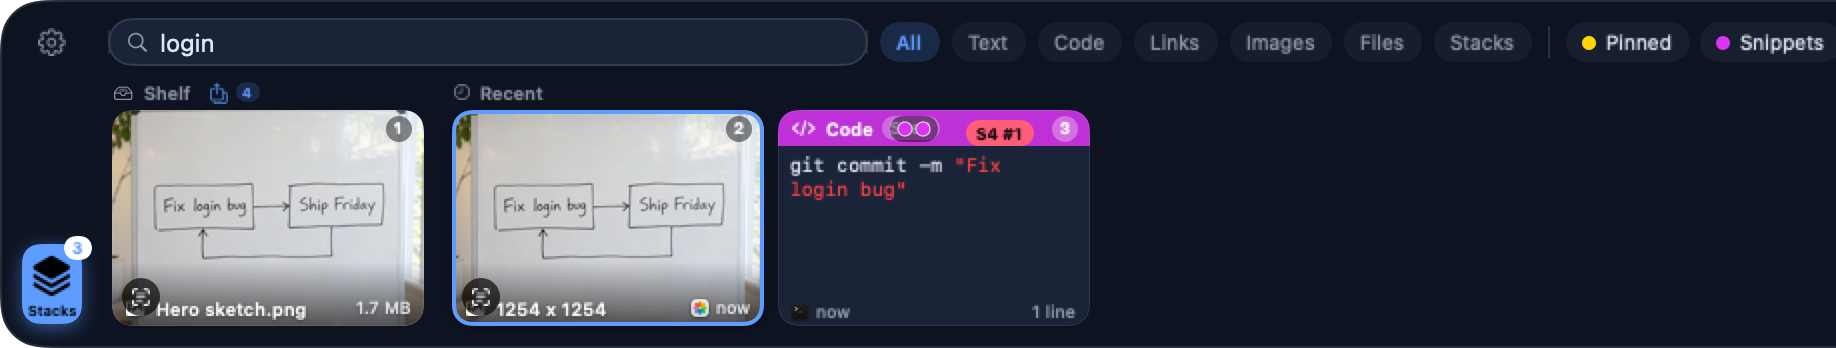 login
All
Text
Code
Links
Images
Files
Stacks
Pinned
Snippets
Shelf
4
Recent
1
Fix login bug
Ship Friday
Hero sketch.png
1.7 MB
2
Fix login bug
Ship Friday
1254 x 1254
now
</> Code
S4 #1
3
git commit -m "Fix
login bug"
now
1 line
3
Stacks